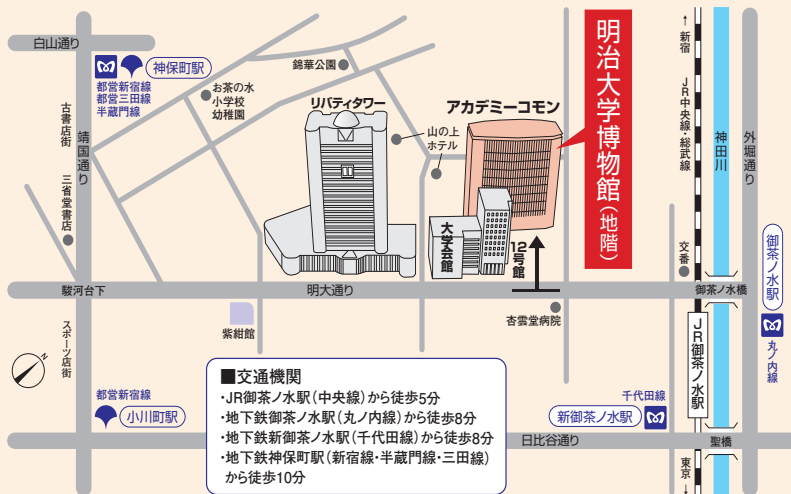 白山通り
神保町駅
都営新宿線
都営三田線
半蔵門線
古書店街
靖国通り
三省堂書店
駿河台下
スポーツ店街
N
都営新宿線
小川町駅
お茶の水
小学校
幼稚園
錦華公園
リバティタワー
山の上
ホテル
アカデミーコモン
明治大学博物館(地階)
大学会館
12号館
明大通り
紫紺館
杏雲堂病院
↑新宿
JR中央線・総武線
神田川
外堀通り
交番
御茶ノ水橋
御茶ノ水駅
丸ノ内線
JR御茶ノ水駅
千代田線
新御茶ノ水駅
日比谷通り
聖橋
東京↓
■交通機関
・JR御茶ノ水駅(中央線)から徒歩5分
・地下鉄御茶ノ水駅(丸ノ内線)から徒歩8分
・地下鉄新御茶ノ水駅(千代田線)から徒歩8分
・地下鉄神保町駅(新宿線・半蔵門線・三田線)
から徒歩10分